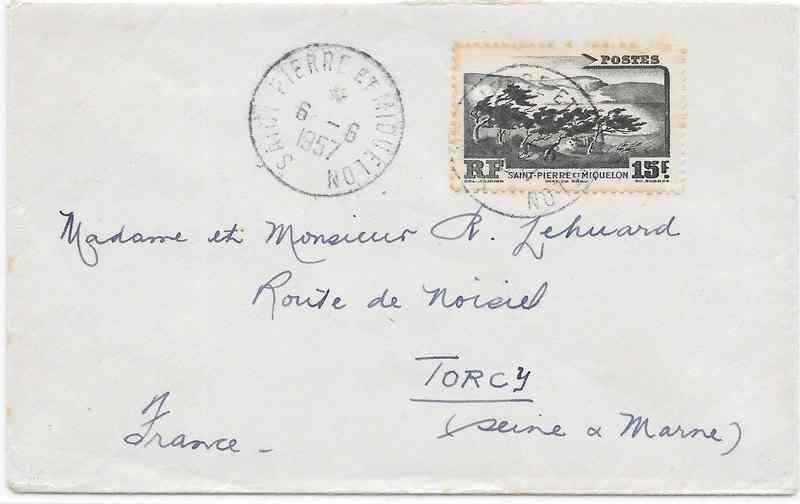 SAINT PIERRE ET MIQUELON
6 - 6
1957
POSTES
RF SAINT-PIERRE ET MIQUELON 15F.
Madame et Monsieur R. Lehuard
Route de Noisiel
TORCY
(Seine & Marne)
France -